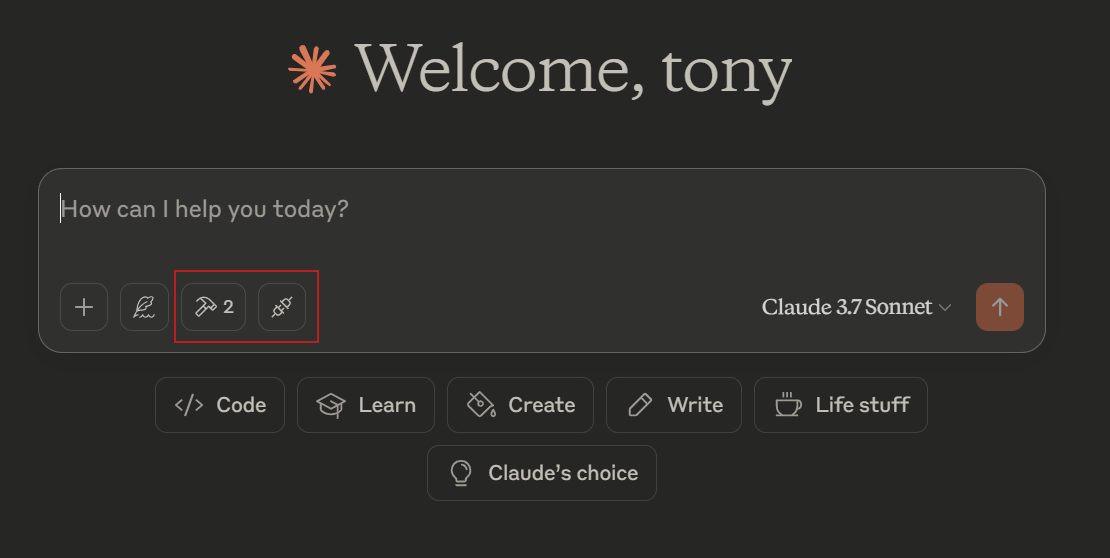 Welcome, tony
How can I help you today?
2
Claude 3.7 Sonnet
Code
Learn
Create
Write
Life stuff
Claude’s choice